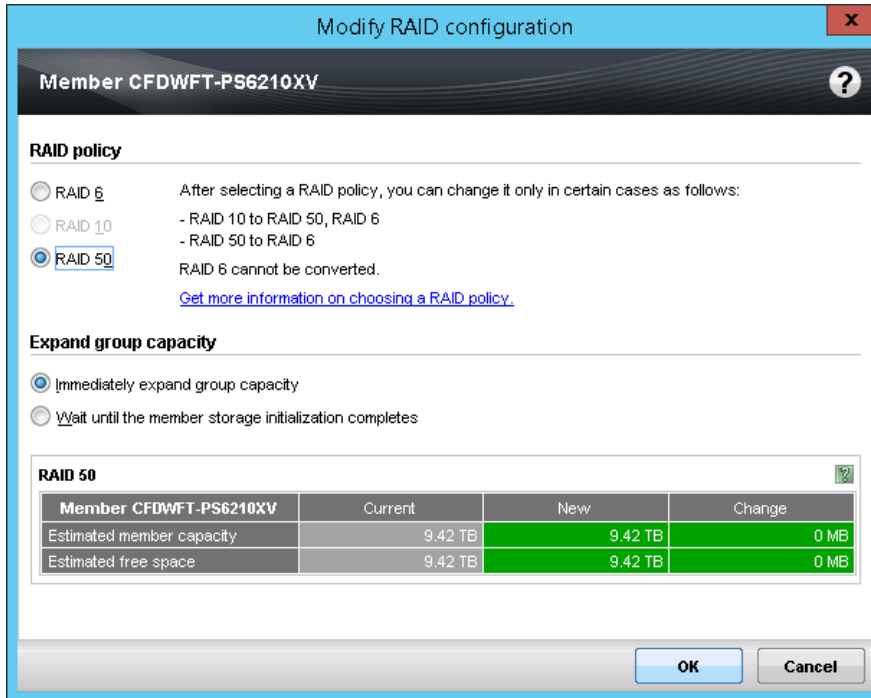 Modify RAID configuration
x
Member CFDWFT-PS6210XV
?
RAID policy
RAID 6
RAID 10
RAID 50
After selecting a RAID policy, you can change it only in certain cases as follows:
- RAID 10 to RAID 50, RAID 6
- RAID 50 to RAID 6
RAID 6 cannot be converted.
Get more information on choosing a RAID policy.
Expand group capacity
Immediately expand group capacity
Wait until the member storage initialization completes
RAID 50
?
Member CFDWFT-PS6210XV Current New Change
Estimated member capacity 9.42 TB 9.42 TB 0 MB
Estimated free space 9.42 TB 9.42 TB 0 MB
OK Cancel